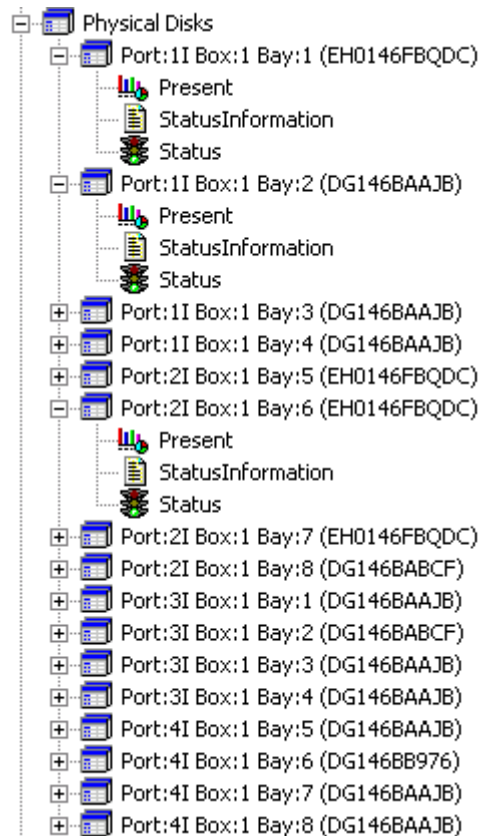 Physical Disks
Port:1I Box:1 Bay:1 (EH0146FBQDC)
Present
StatusInformation
Status
Port:1I Box:1 Bay:2 (DG146BAAJB)
Present
StatusInformation
Status
Port:1I Box:1 Bay:3 (DG146BAAJB)
Port:1I Box:1 Bay:4 (DG146BAAJB)
Port:2I Box:1 Bay:5 (EH0146FBQDC)
Port:2I Box:1 Bay:6 (EH0146FBQDC)
Present
StatusInformation
Status
Port:2I Box:1 Bay:7 (EH0146FBQDC)
Port:2I Box:1 Bay:8 (DG146BABCF)
Port:3I Box:1 Bay:1 (DG146BAAJB)
Port:3I Box:1 Bay:2 (DG146BABCF)
Port:3I Box:1 Bay:3 (DG146BAAJB)
Port:3I Box:1 Bay:4 (DG146BAAJB)
Port:4I Box:1 Bay:5 (DG146BAAJB)
Port:4I Box:1 Bay:6 (DG146BB976)
Port:4I Box:1 Bay:7 (DG146BAAJB)
Port:4I Box:1 Bay:8 (DG146BAAJB)